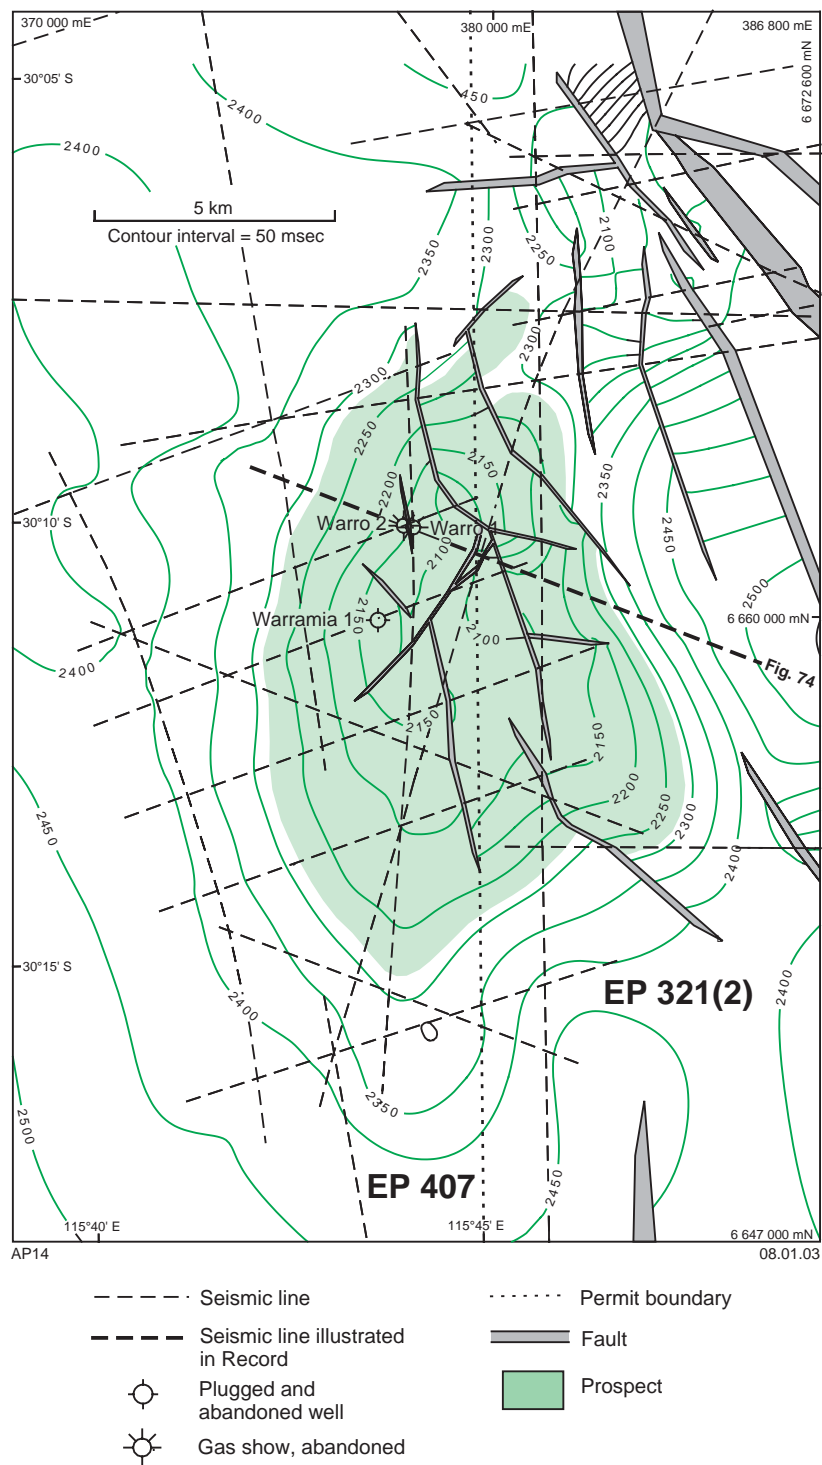 370 000 mE
380 000 mE
386 800 mE
6 672 600 mN
30°05' S
2400
450
2400
5 km
Contour interval = 50 msec
2350
2300
2250
2100
2300
2300
2250
2200
2150
2350
2450
30°10' S
Warro 2
Warro 1
2100
2500
Warramia 1
2150
6 660 000 mN
2100
2400
Fig. 74
2150
2150
2200
2250
2300
2400
2450
30°15' S
EP 321(2)
2400
2400
2350
2500
EP 407
2450
115°40' E
115°45' E
6 647 000 mN
AP14
08.01.03
Seismic line
Permit boundary
Seismic line illustrated
in Record
Fault
Plugged and
abandoned well
Prospect
Gas show, abandoned